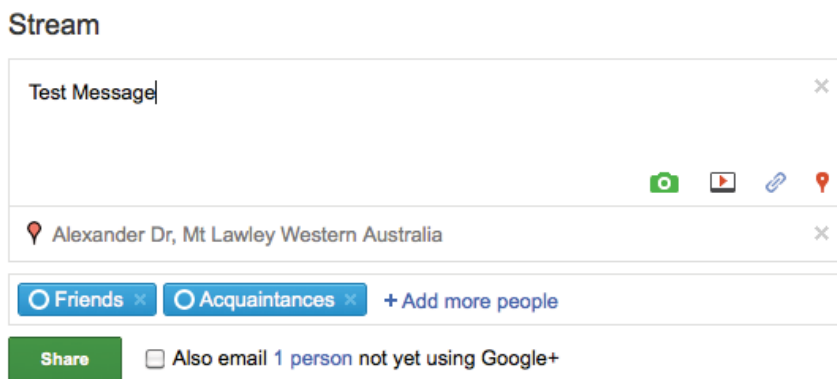 Stream
Test Message
Alexander Dr, Mt Lawley Western Australia
Friends × Acquaintances × + Add more people
Share Also email 1 person not yet using Google+